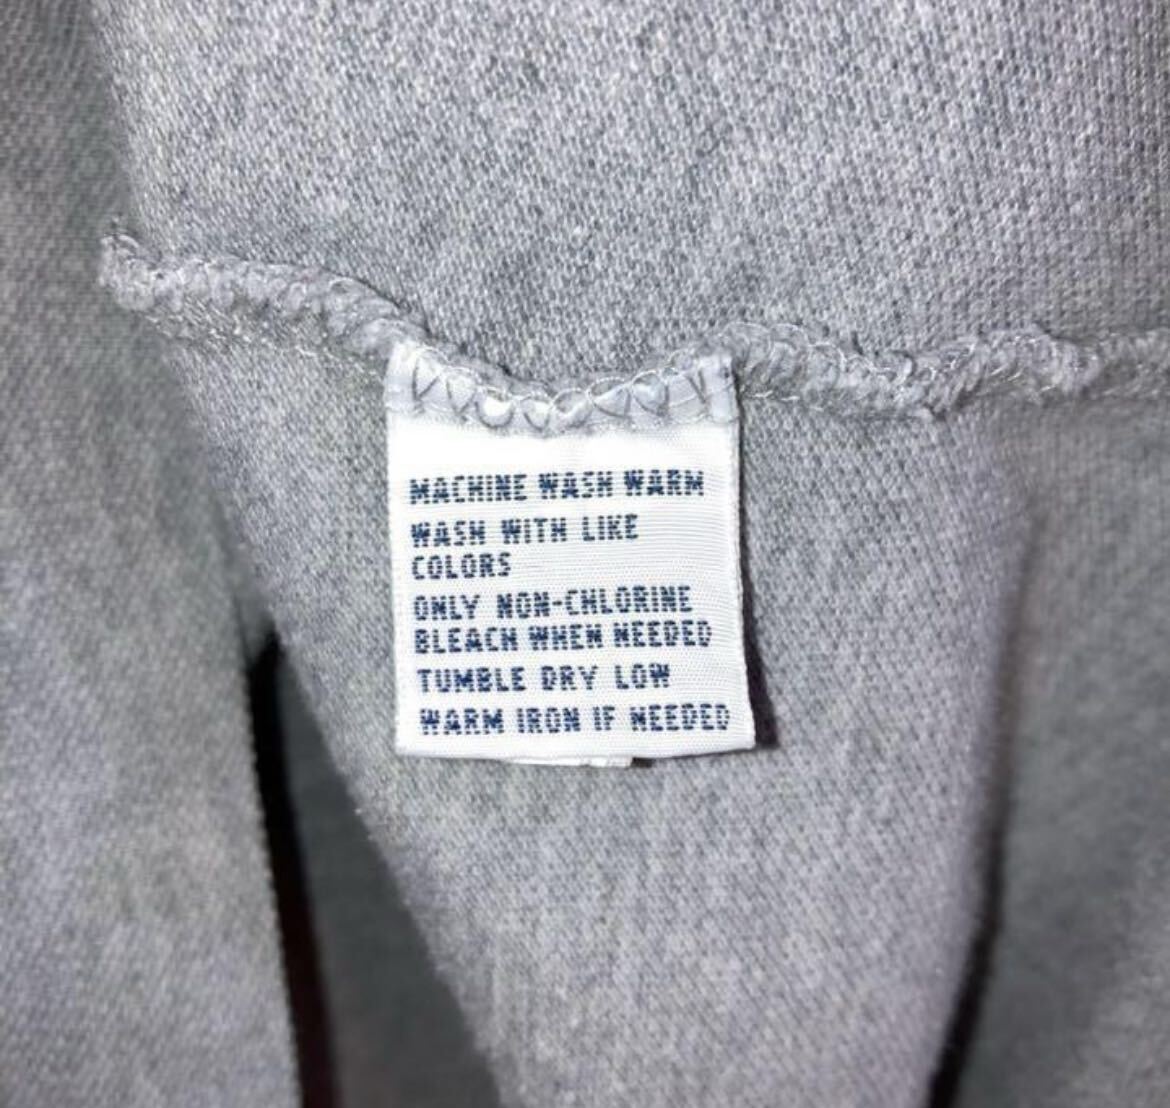 MACHINE WASH WARM
WASH WITH LIKE
COLORS
ONLY NON-CHLORINE
BLEACH WHEN NEEDED
TUMBLE DRY LOW
WARM IRON IF NEEDED